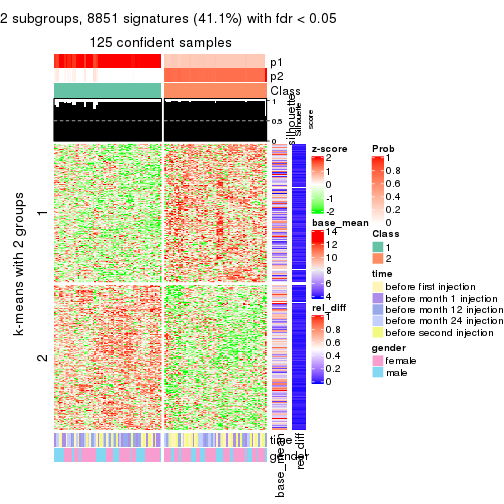 2 subgroups, 8851 signatures (41.1%) with fdr < 0.05
125 confident samples
p1
p2
Class
1
0.5
0
silhouette
Silhouette
score
k-means with 2 groups
1
2
time
gender
base_mean
rel_diff
z-score
2
1
0
-1
-2
base_mean
14
12
10
8
6
4
rel_diff
1
0.8
0.6
0.4
0.2
0
Prob
1
0.8
0.6
0.4
0.2
0
Class
1
2
time
before first injection
before month 1 injection
before month 12 injection
before month 24 injection
before second injection
gender
female
male